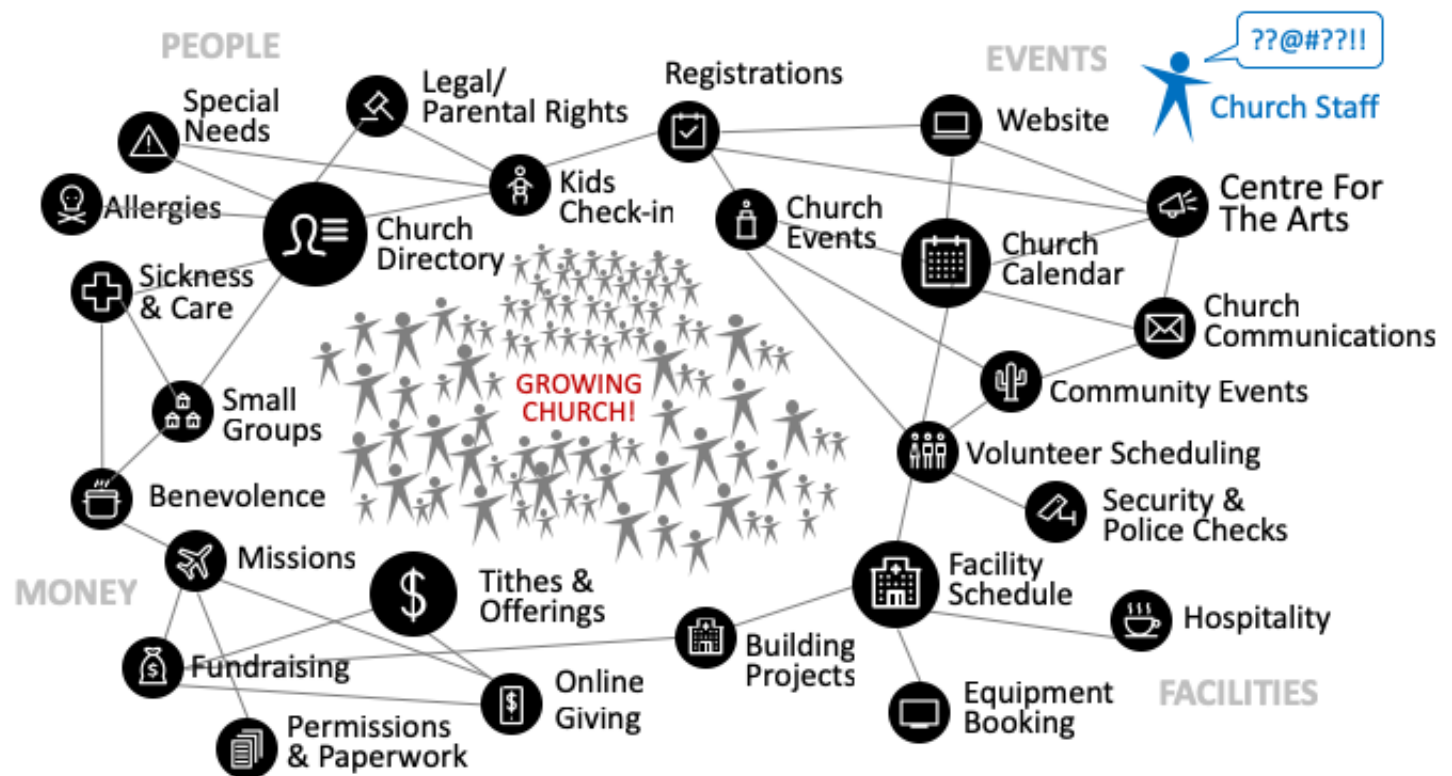 PEOPLE
EVENTS
??@#??!!
Church Staff
Special
Needs
Legal/
Parental Rights
Registrations
Website
Allergies
Church
Directory
Kids
Check-in
Church
Events
Church
Calendar
Centre For
The Arts
Sickness
& Care
Church
Communications
Small
Groups
GROWING
CHURCH!
Community Events
Volunteer Scheduling
Benevolence
Security &
Police Checks
Missions
MONEY
Tithes &
Offerings
Facility
Schedule
Hospitality
Fundraising
Building
Projects
Online
Giving
Equipment
Booking
FACILITIES
Permissions
& Paperwork